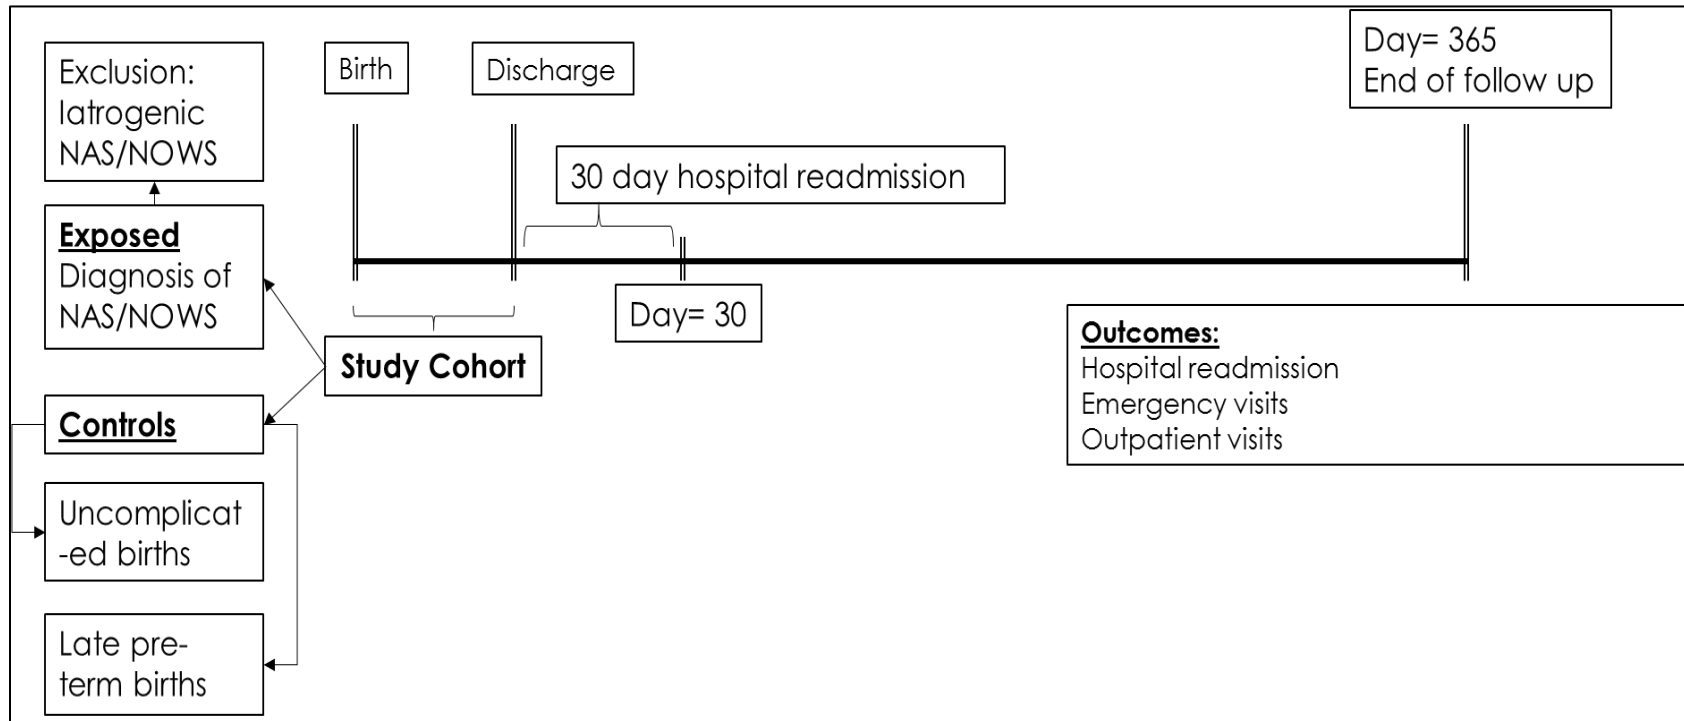 Exclusion:
Iatrogenic
NAS/NOWS
Exposed
Diagnosis of
NAS/NOWS
Controls
Uncomplicat
-ed births
Late pre-
term births
Birth
Discharge
30 day hospital readmission
Day= 30
Study Cohort
Day= 365
End of follow up
Outcomes:
Hospital readmission
Emergency visits
Outpatient visits